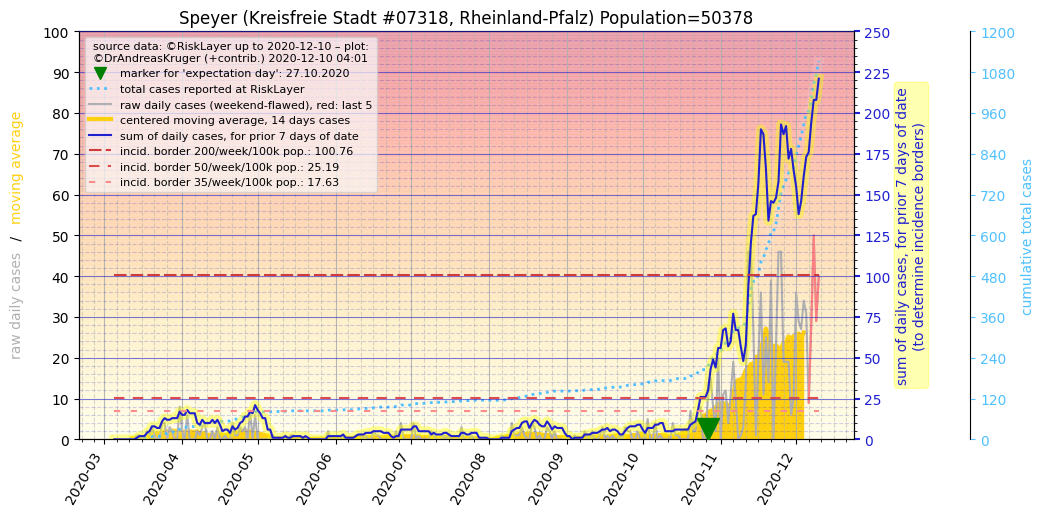 Speyer (Kreisfreie Stadt #07318, Rheinland-Pfalz) Population=50378
source data: ©RiskLayer up to 2020-12-10 – plot:
©DrAndreasKruger (+contrib.) 2020-12-10 04:01
marker for 'expectation day': 27.10.2020
total cases reported at RiskLayer
raw daily cases (weekend-flawed), red: last 5
centered moving average, 14 days cases
sum of daily cases, for prior 7 days of date
incid. border 200/week/100k pop.: 100.76
incid. border 50/week/100k pop.: 25.19
incid. border 35/week/100k pop.: 17.63
raw daily cases / moving average
100
90
80
70
60
50
40
30
20
10
0
2020-03
2020-04
2020-05
2020-06
2020-07
2020-08
2020-09
2020-10
2020-11
2020-12
250
225
200
175
150
125
100
75
50
25
0
sum of daily cases, for prior 7 days of date
(to determine incidence borders)
1200
1080
960
840
720
600
480
360
240
120
0
cumulative total cases